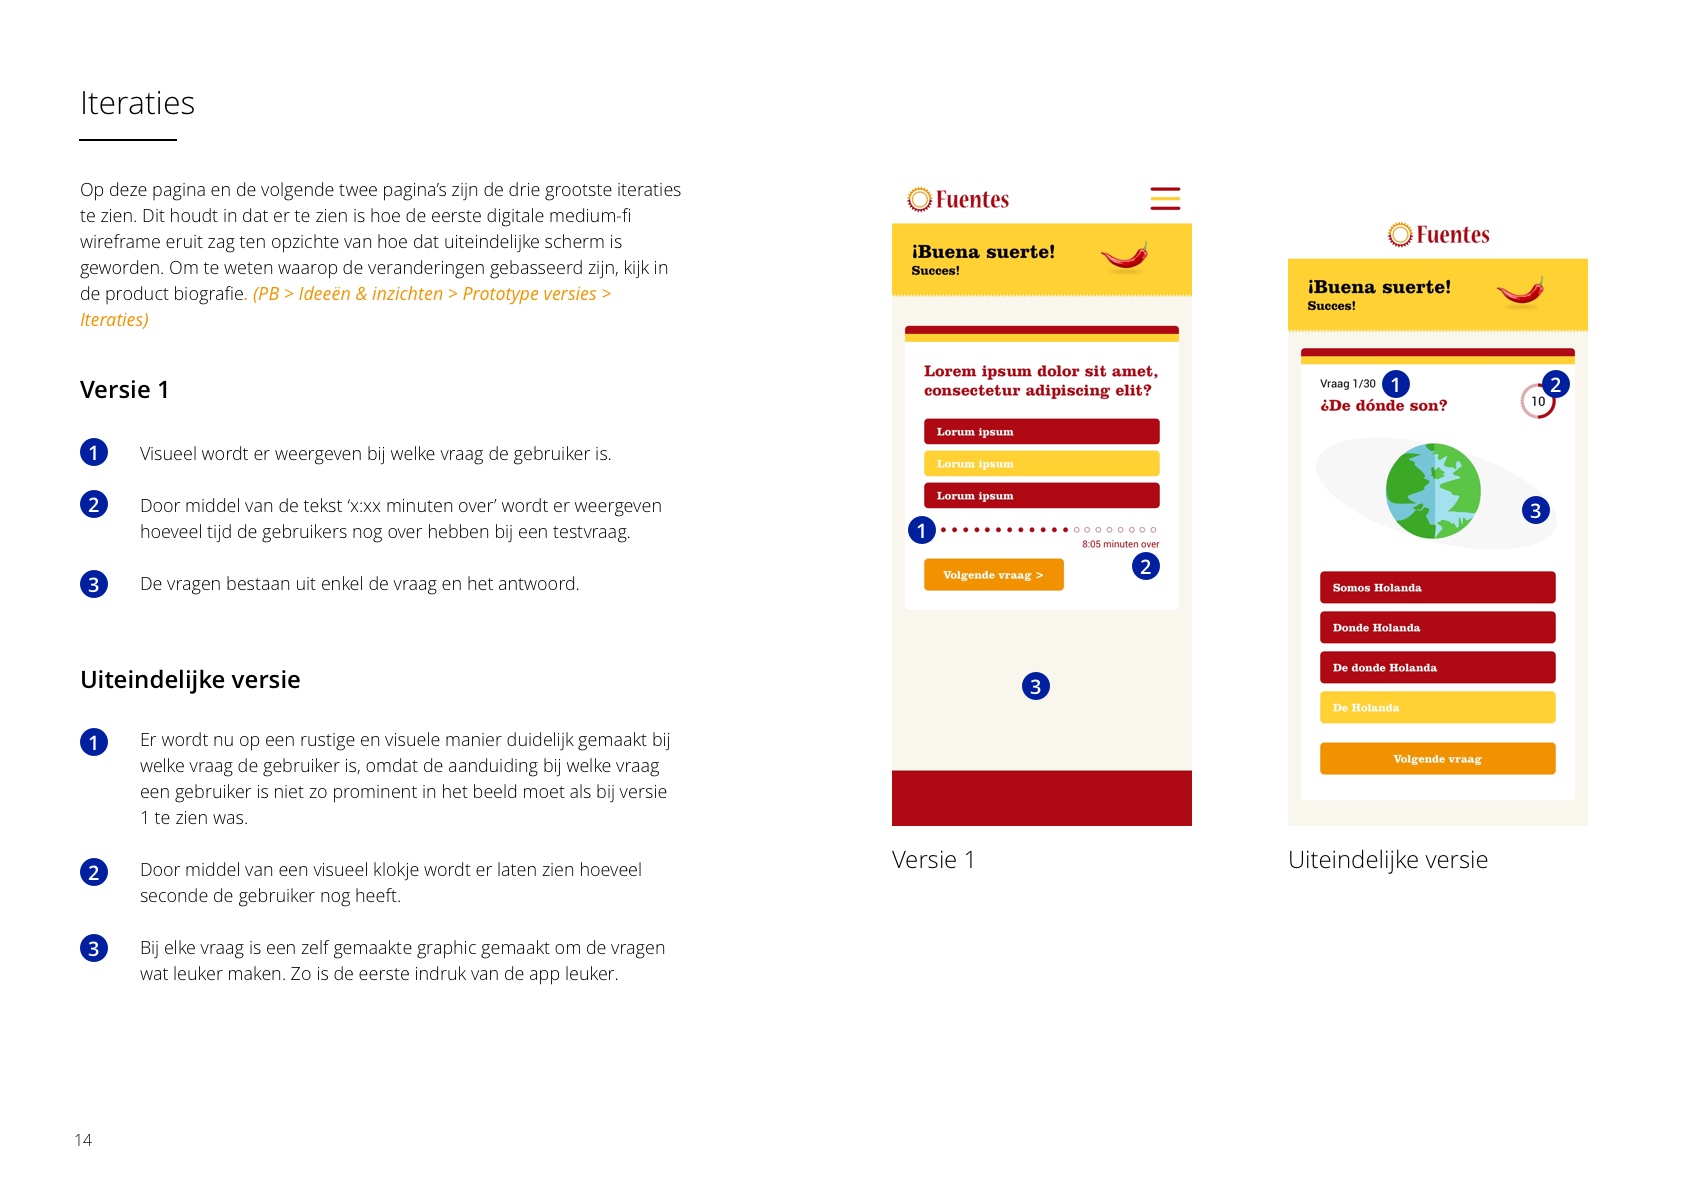 Iteraties
Op deze pagina en de volgende twee pagina's zijn de drie grootste iteraties
te zien. Dit houdt in dat er te zien is hoe de eerste digitale medium-fi
wireframe eruit zag ten opzichte van hoe dat uiteindelijke scherm is
geworden. Om te weten waarop de veranderingen gebasseerd zijn, kijk in
de product biografie. (PB > Ideeën & inzichten > Prototype versies >
Iteraties)
Versie 1
1 Visueel wordt er weergeven bij welke vraag de gebruiker is.
2 Door middel van de tekst ‘x:xx minuten over’ wordt er weergeven
hoeveel tijd de gebruikers nog over hebben bij een testvraag.
3 De vragen bestaan uit enkel de vraag en het antwoord.
Uiteindelijke versie
1 Er wordt nu op een rustige en visuele manier duidelijk gemaakt bij
welke vraag de gebruiker is, omdat de aanduiding bij welke vraag
een gebruiker is niet zo prominent in het beeld moet als bij versie
1 te zien was.
2 Door middel van een visueel klokje wordt er laten zien hoeveel
seconde de gebruiker nog heeft.
3 Bij elke vraag is een zelf gemaakte graphic gemaakt om de vragen
wat leuker maken. Zo is de eerste indruk van de app leuker.
14
Fuentes
¡Buena suerte!
Succes!
Lorem ipsum dolor sit amet,
consectetur adipiscing elit?
Lorum ipsum
Lorum ipsum
Lorum ipsum
1
8:05 minuten over
2
Volgende vraag >
3
Versie 1
Fuentes
¡Buena suerte!
Succes!
Vraag 1/30
1
2
10
¿De dónde son?
3
Somos Holanda
Donde Holanda
De donde Holanda
De Holanda
Volgende vraag
Uiteindelijke versie